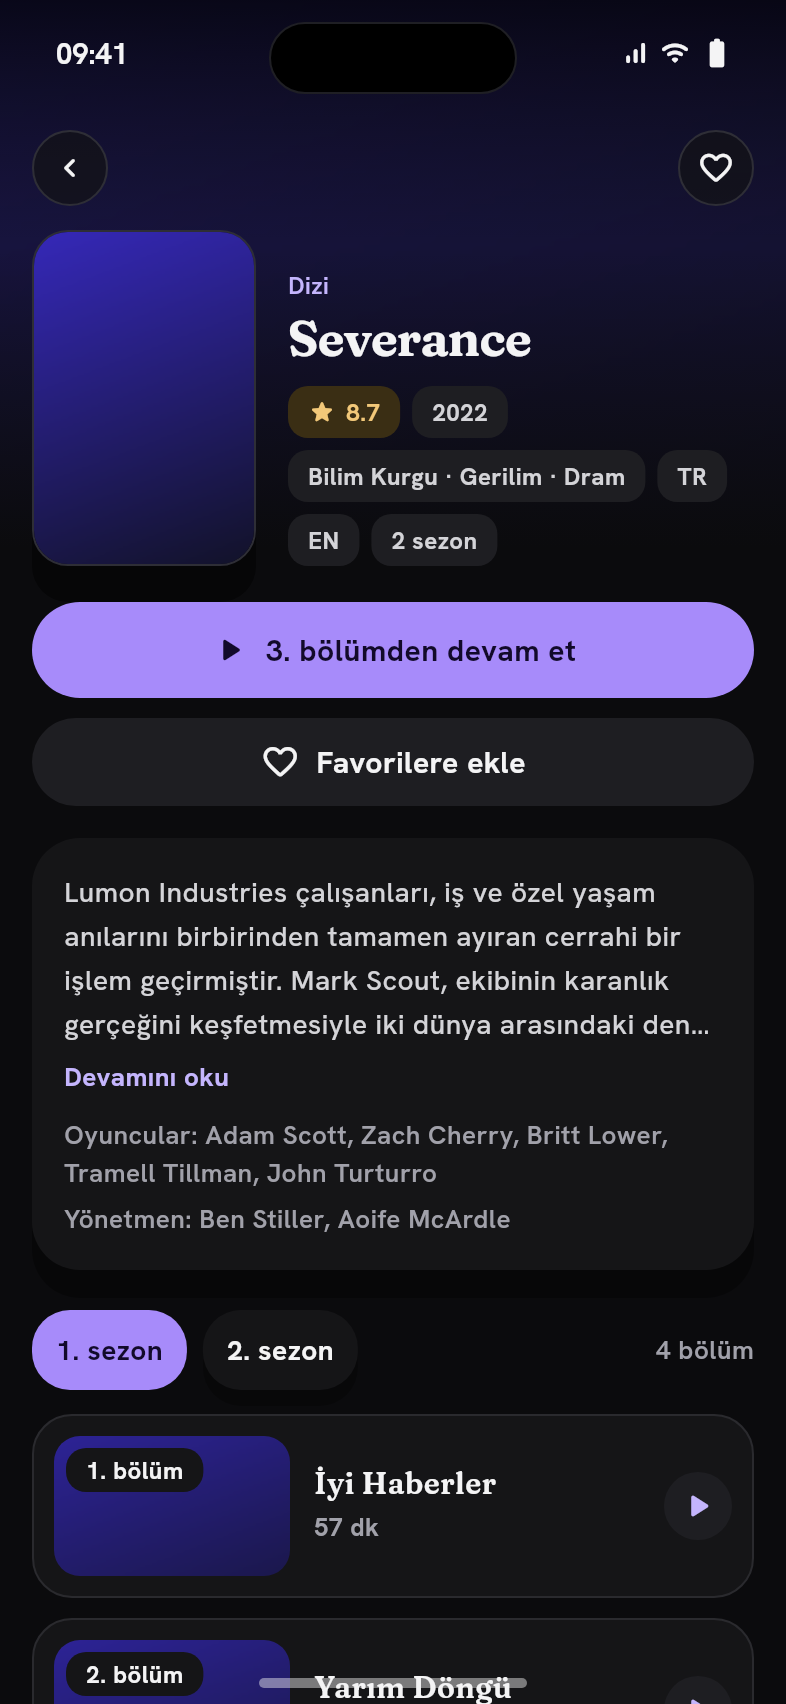 09:41
Dizi
Severance
8.7
2022
Bilim Kurgu · Gerilim · Dram
TR
EN
2 sezon
3. bölümden devam et
Favorilere ekle
Lumon Industries çalışanları, iş ve özel yaşam
anılarını birbirinden tamamen ayıran cerrahi bir
işlem geçirmiştir. Mark Scout, ekibinin karanlık
gerçeğini keşfetmesiyle iki dünya arasındaki den...
Devamını oku
Oyuncular: Adam Scott, Zach Cherry, Britt Lower,
Tramell Tillman, John Turturro
Yönetmen: Ben Stiller, Aoife McArdle
1. sezon
2. sezon
4 bölüm
1. bölüm
İyi Haberler
57 dk
2. bölüm
Yarım Döngü